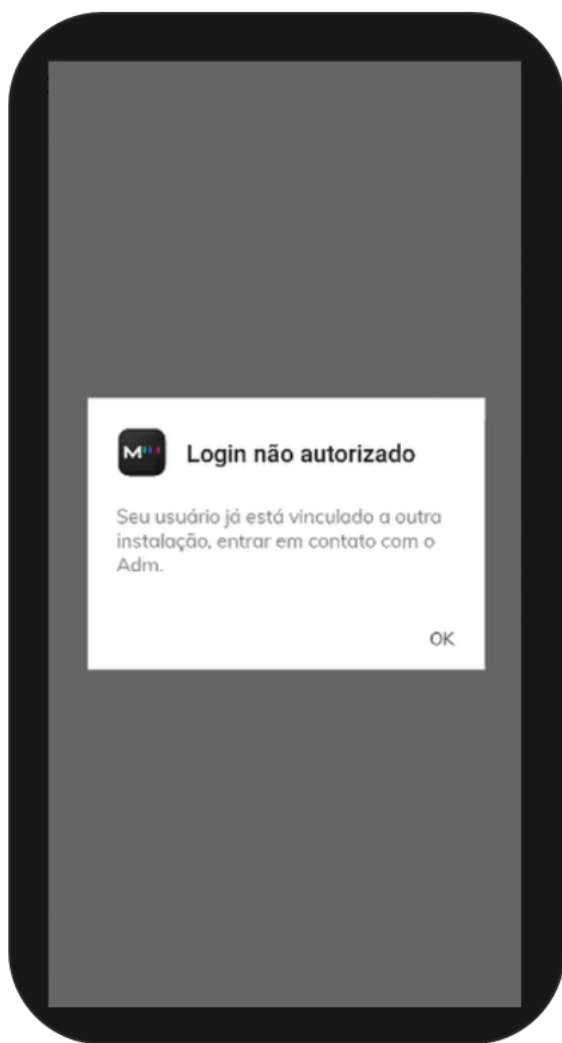 M
Login não autorizado
Seu usuário já está vinculado a outra
instalação, entrar em contato com o
Adm.
OK